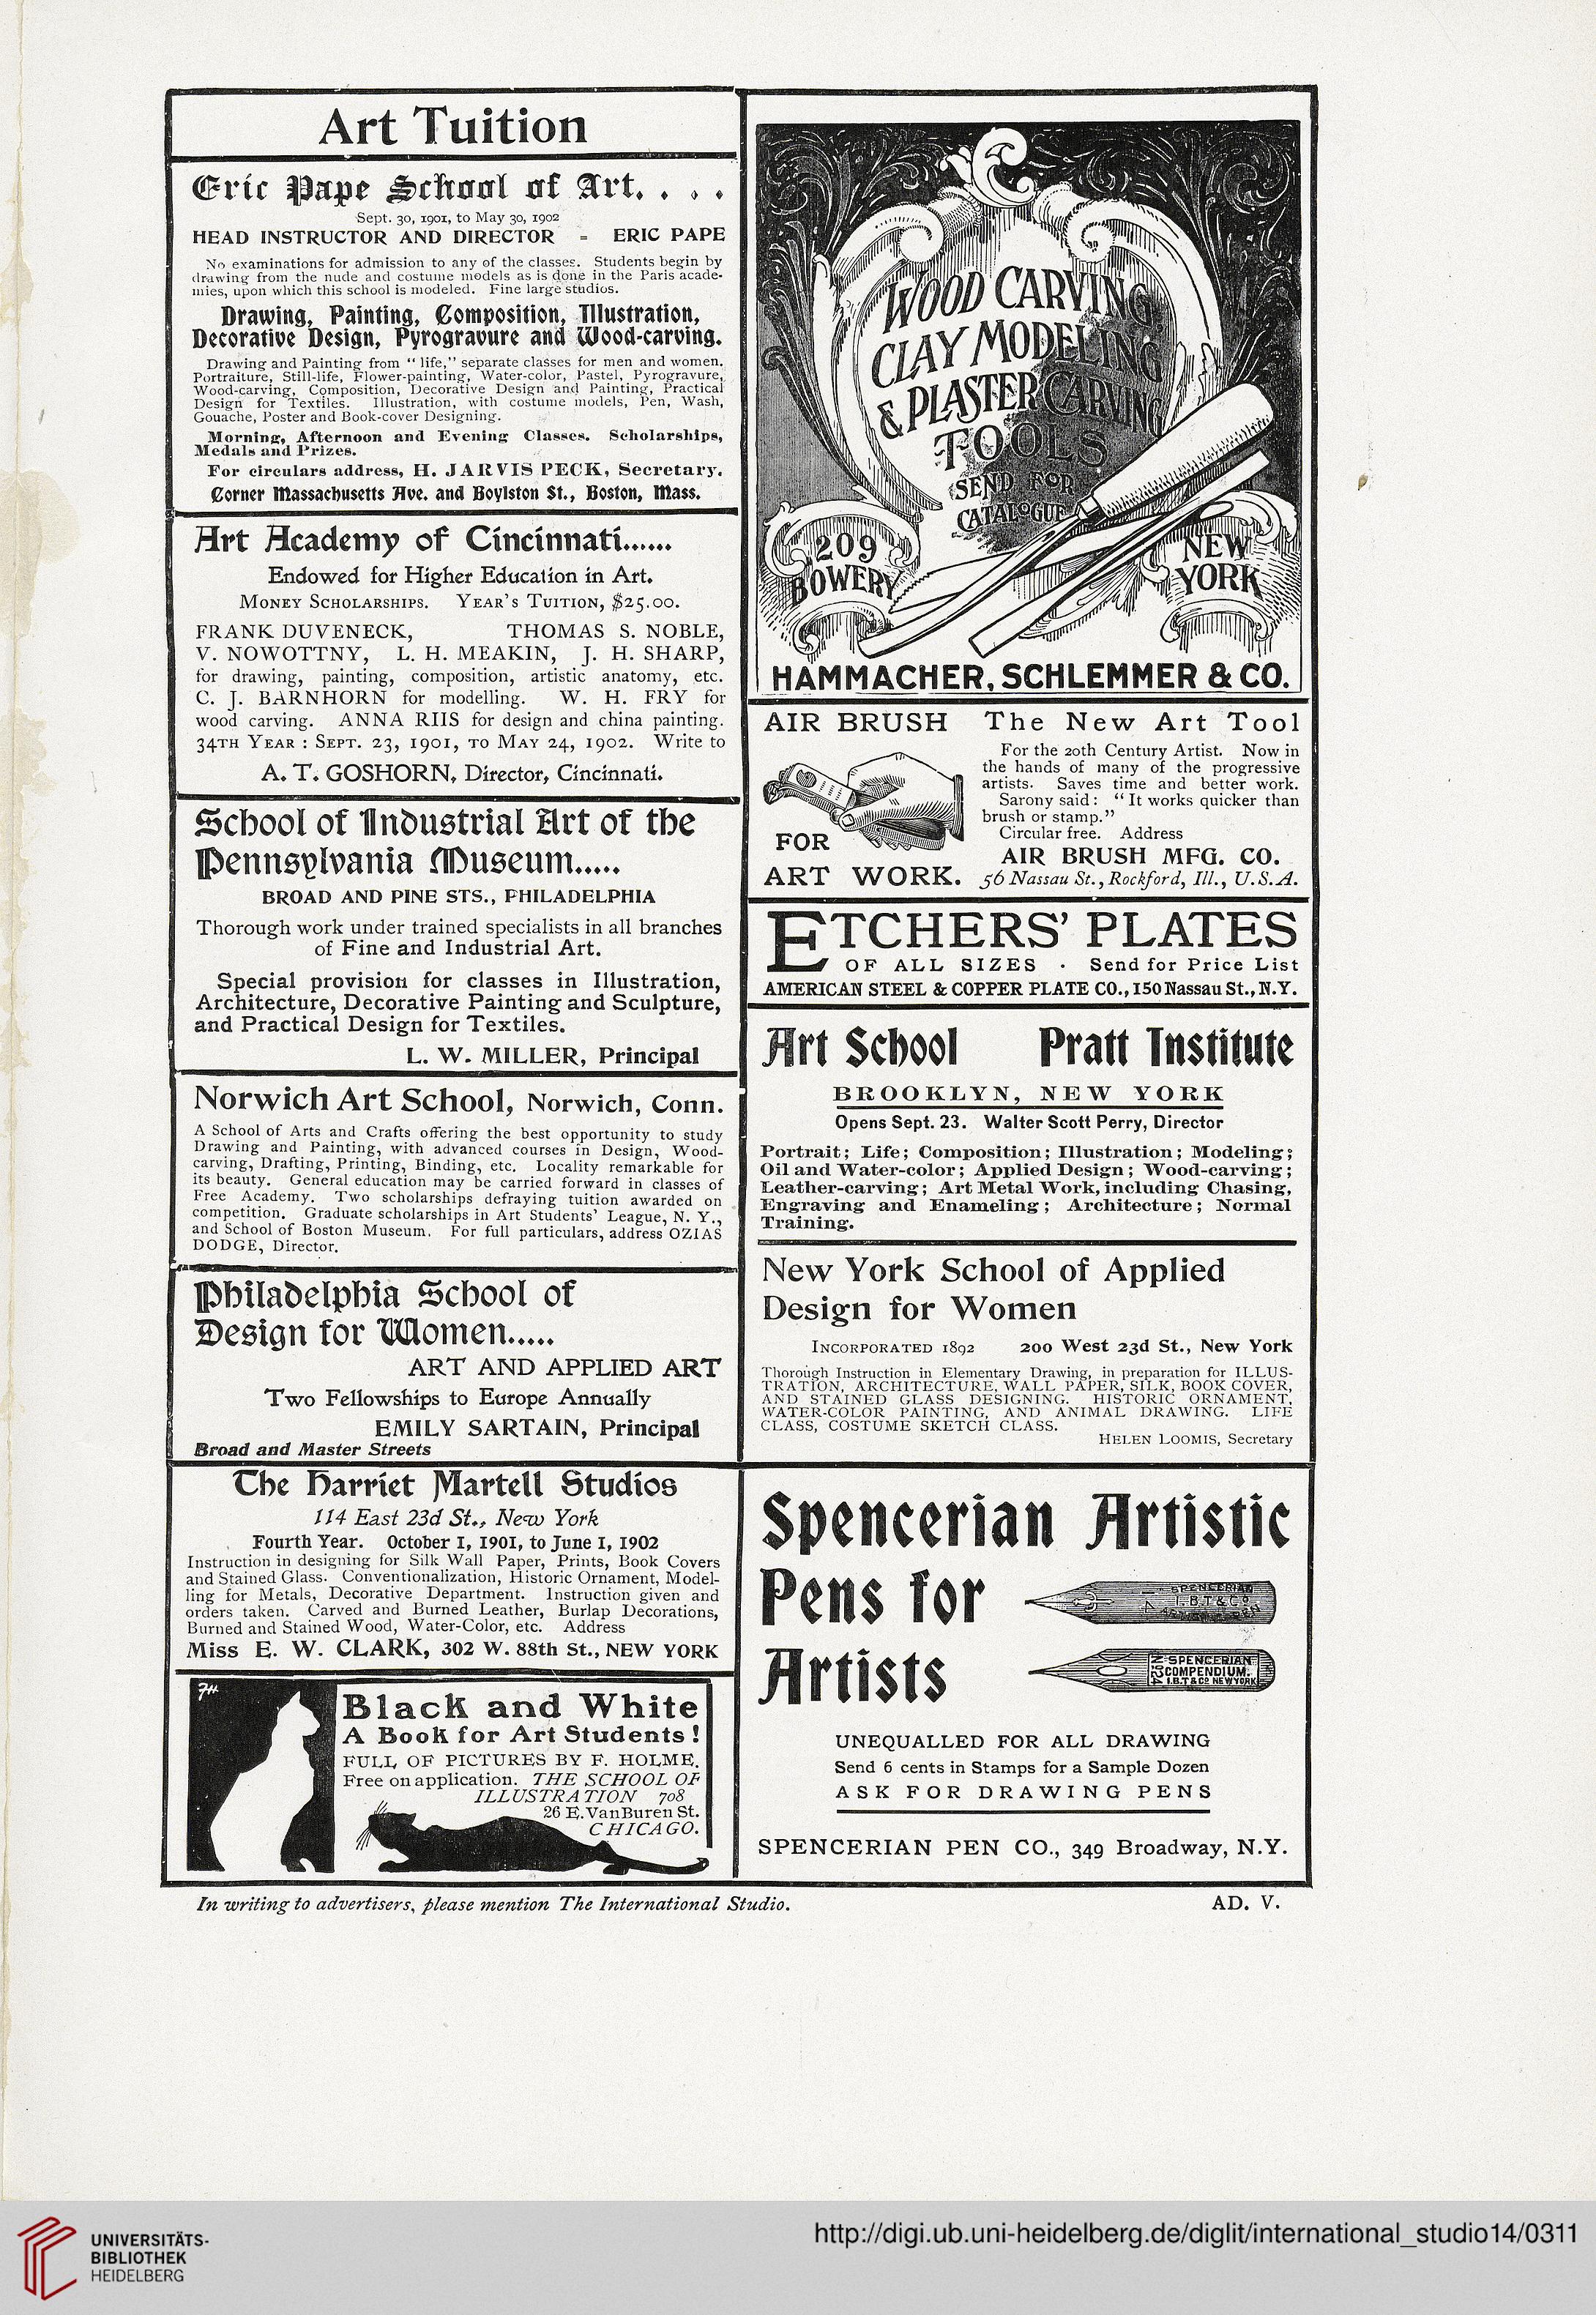 Art Tuition
Eric Pape School of Art. . . .
Sept. 30, 1901, to May 30, 1902
HEAD INSTRUCTOR AND DIRECTOR - ERIC PAPE
No examinations for admission to any of the classes. Students begin by
drawing from the nude and costume models as is done in the Paris acade-
mies, upon which this school is modeled. Fine large studios.
Drawing, Painting, Composition, Illustration,
Decorative Design, Pyrogravure and Wood-carving.
Drawing and Painting from "life," separate classes for men and women.
Portraiture, Still-life, Flower-painting, Water-color, Pastel, Pyrogravure,
Wood-carving, Composition, Decorative Design and Painting, Practical
Design for Textiles. Illustration, with costume models, Pen, Wash,
Gouache, Poster and Book-cover Designing.
Morning, Afternoon and Evening Classes. Scholarships,
Medals and Prizes.
For circulars address, H. JARVIS PECK, Secretary.
Corner Massachusetts Ave. and Boylston St., Boston, Mass.
Art Academy of Cincinnati......
Endowed for Higher Education in Art.
MONEY SCHOLARSHIPS. YEAR'S TUITION, $25.00.
FRANK DUVENECK, THOMAS S. NOBLE,
V. NOWOTTNY, L. H. MEAKIN, J. H. SHARP,
for drawing, painting, composition, artistic anatomy, etc.
C. J. BARNHORN for modelling. W. H. FRY for
wood carving. ANNA RIIS for design and china painting.
34TH YEAR : SEPT. 23, 1901, TO MAY 24, 1902. Write to
A. T. GOSHORN, Director, Cincinnati.
School of Industrial Art of the
Pennsylvania Museum.....
BROAD AND PINE STS., PHILADELPHIA
Thorough work under trained specialists in all branches
of Fine and Industrial Art.
Special provision for classes in Illustration,
Architecture, Decorative Painting and Sculpture,
and Practical Design for Textiles.
L. W. MILLER, Principal
Norwich Art School, Norwich, Conn.
A School of Arts and Crafts offering the best opportunity to study
Drawing and Painting, with advanced courses in Design, Wood-
carving, Drafting, Printing, Binding, etc. Locality remarkable for
its beauty. General education may be carried forward in classes of
Free Academy. Two scholarships defraying tuition awarded on
competition. Graduate scholarships in Art Students' League, N. Y.,
and School of Boston Museum. For full particulars, address OZIAS
DODGE, Director.
Philadelphia School of
Design for Women.....
ART AND APPLIED ART
Two Fellowships to Europe Annually
EMILY SARTAIN, Principal
Broad and Master Streets
The Harriet Martell Studios
114 East 23d St., New York
Fourth Year. October 1, 1901, to June 1, 1902
Instruction in designing for Silk Wall Paper, Prints, Book Covers
and Stained Glass. Conventionalization, Historic Ornament, Model-
ling for Metals, Decorative Department. Instruction given and
orders taken. Carved and Burned Leather, Burlap Decorations,
Burned and Stained Wood, Water-Color, etc. Address
Miss E. W. CLARK, 302 W. 88th St., NEW YORK
FH
Black and White
A Book for Art Students!
FULL OF PICTURES BY F. HOLME.
Free on application. THE SCHOOL OF
ILLUSTRATION 708
26 E. Van Buren St.
CHICAGO.
WOOD CARVING
CLAY MODELING
& PLASTER CARVING
TOOLS
SEND FOR
CATALOGUE
209
BOWERY
NEW
YORK
HAMMACHER, SCHLEMMER & CO.
AIR BRUSH
FOR
ART WORK.
The New Art Tool
For the 20th Century Artist. Now in
the hands of many of the progressive
artists. Saves time and better work.
Sarony said: "It works quicker than
brush or stamp."
Circular free. Address
AIR BRUSH MFG. CO.
56 Nassau St., Rockford, Ill., U.S.A.
ETCHERS' PLATES
OF ALL SIZES · Send for Price List
AMERICAN STEEL & COPPER PLATE CO., 150 Nassau St., N.Y.
Art School Pratt Institute
BROOKLYN, NEW YORK
Opens Sept. 23. Walter Scott Perry, Director
Portrait; Life; Composition; Illustration; Modeling;
Oil and Water-color; Applied Design; Wood-carving;
Leather-carving; Art Metal Work, including Chasing,
Engraving and Enameling; Architecture; Normal
Training.
New York School of Applied
Design for Women
INCORPORATED 1892 200 West 23d St., New York
Thorough Instruction in Elementary Drawing, in preparation for ILLUS-
TRATION, ARCHITECTURE, WALL PAPER, SILK, BOOK COVER,
AND STAINED GLASS DESIGNING. HISTORIC ORNAMENT,
WATER-COLOR PAINTING, AND ANIMAL DRAWING. LIFE
CLASS, COSTUME SKETCH CLASS.
HELEN LOOMIS, Secretary
Spencerian Artistic
Pens for
Artists
SPENCERIAN
I.B.T & Co
SPENCERIAN
COMPENDIUM.
I.B.T & Co NEW YORK
UNEQUALLED FOR ALL DRAWING
Send 6 cents in Stamps for a Sample Dozen
ASK FOR DRAWING PENS
SPENCERIAN PEN CO., 349 Broadway, N.Y.
In writing to advertisers, please mention The International Studio.
AD. V.
UNIVERSITÄTS-
BIBLIOTHEK
HEIDELBERG
http://digi.ub.uni-heidelberg.de/diglit/international_studio14/0311